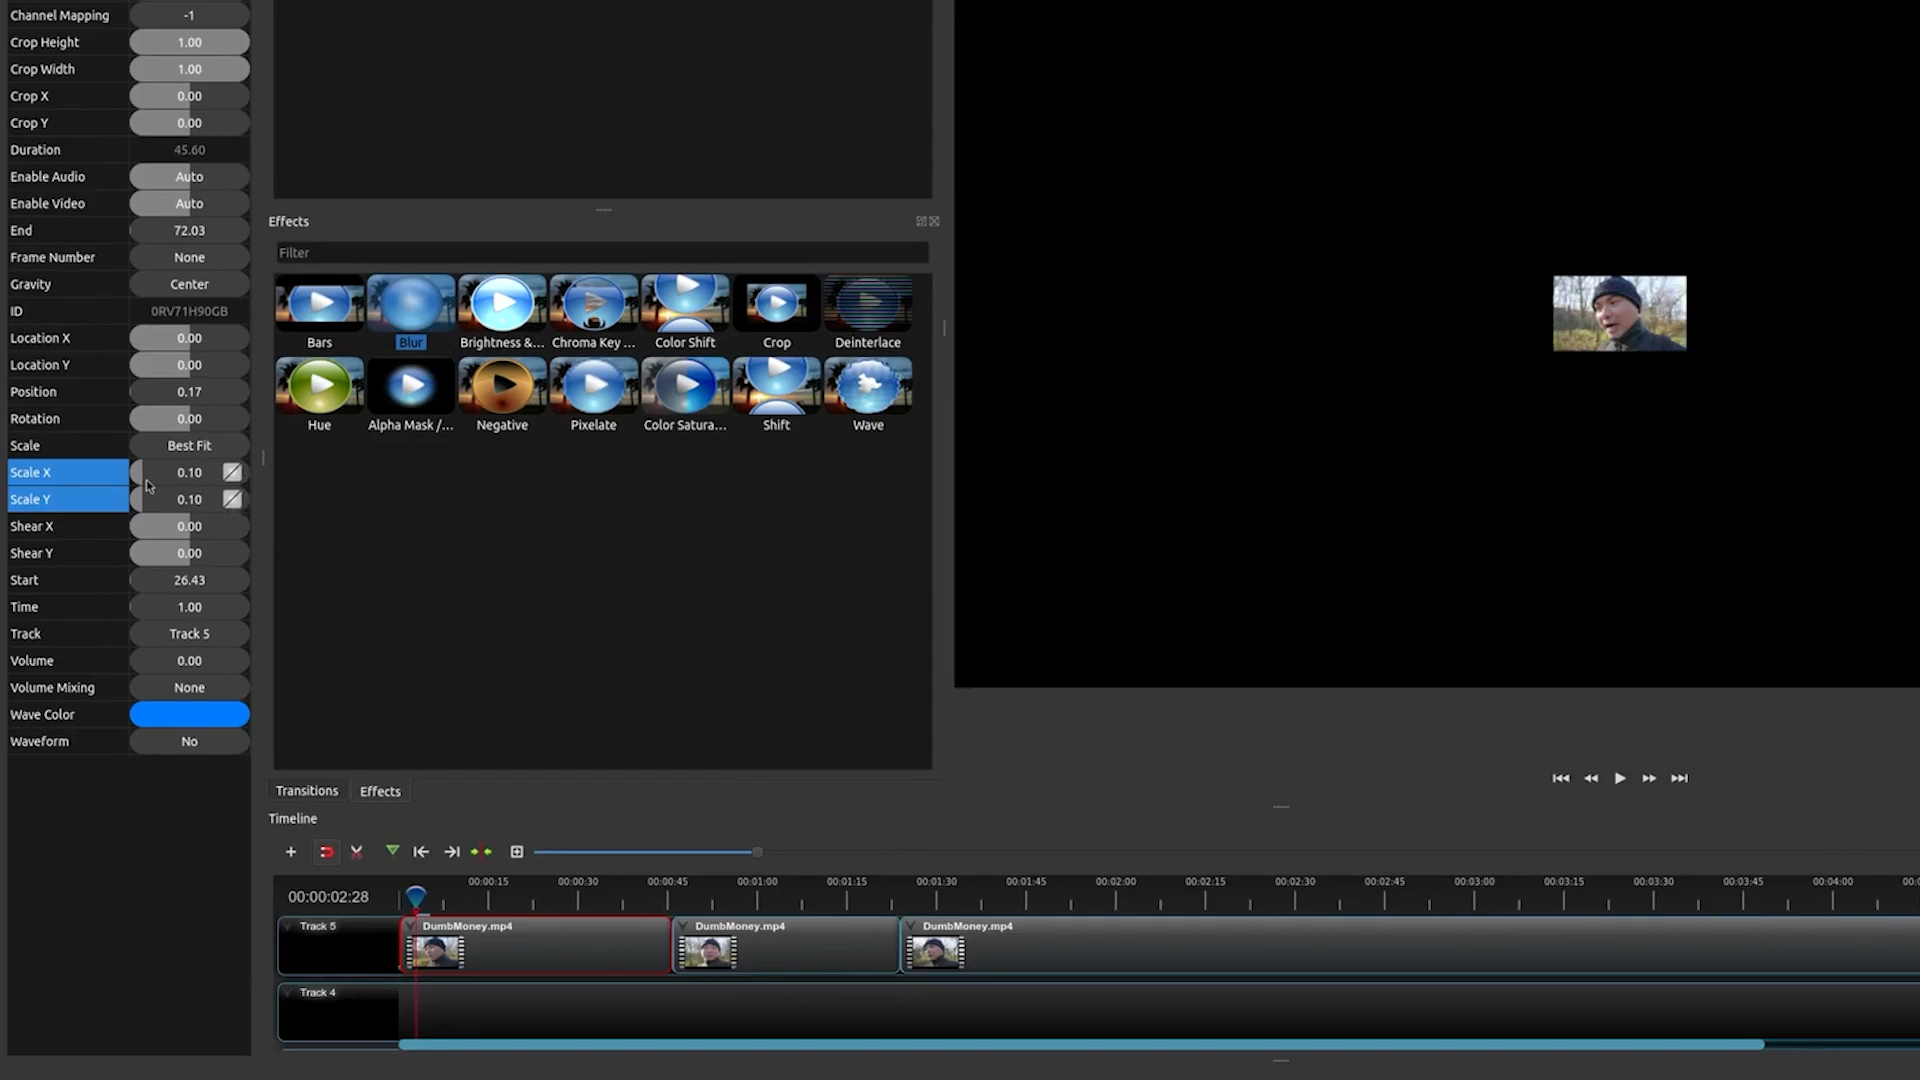 Channel Mapping -1
Crop Height 1.00
Crop Width 1.00
Crop X 0.00
Crop Y 0.00
Duration 45.60
Enable Audio Auto
Enable Video Auto
End 72.03
Frame Number None
Gravity Center
ID 0RV71H90GB
Location X 0.00
Location Y 0.00
Position 0.17
Rotation 0.00
Scale Best Fit
Scale X 0.10
Scale Y 0.10
Shear X 0.00
Shear Y 0.00
Start 26.43
Time 1.00
Track Track 5
Volume 0.00
Volume Mixing None
Wave Color
Waveform No
Effects
Filter
Bars Blur Brightness &... Chroma Key ... Color Shift Crop Deinterlace
Hue Alpha Mask /... Negative Pixelate Color Satura... Shift Wave
Transitions Effects
Timeline
00:00:02:28
00:00:15 00:00:30 00:00:45 00:01:00 00:01:15 00:01:30 00:01:45 00:02:00 00:02:15 00:02:30 00:02:45 00:03:00 00:03:15 00:03:30 00:03:45 00:04:00 00:0
Track 5 DumbMoney.mp4 DumbMoney.mp4 DumbMoney.mp4
Track 4